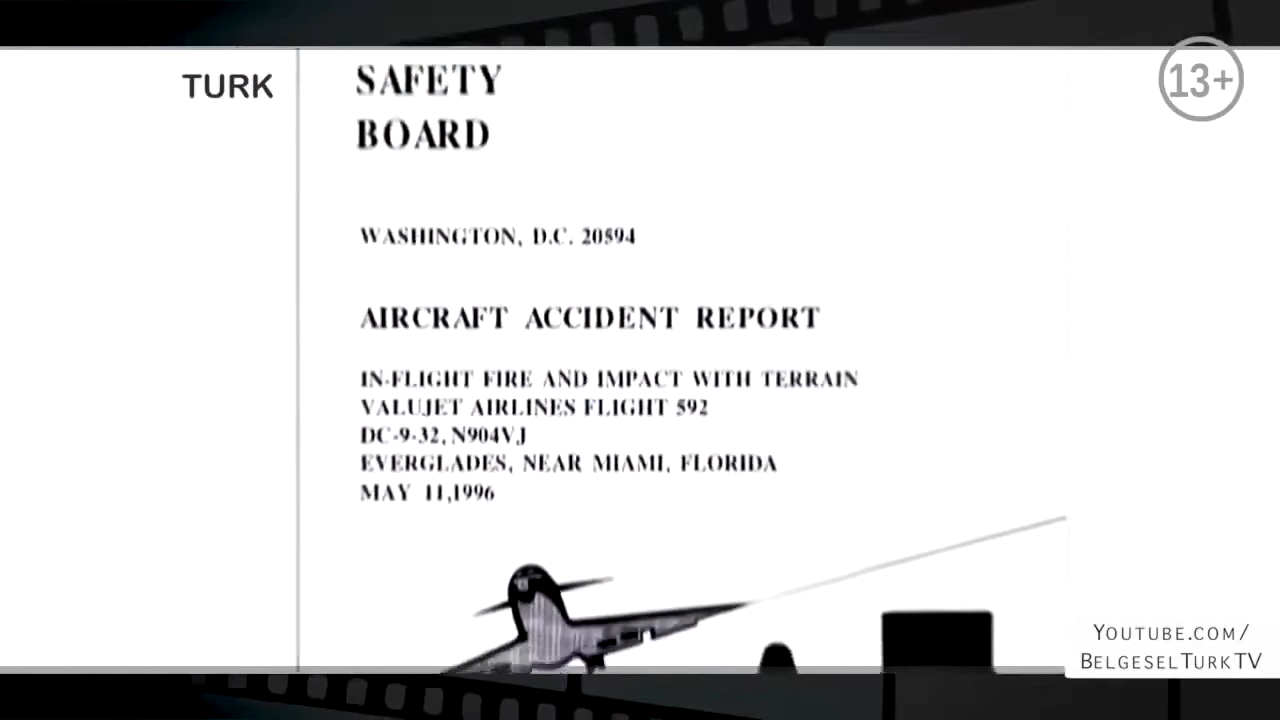 TURK
13+
SAFETY
BOARD
WASHINGTON, D.C. 20594
AIRCRAFT ACCIDENT REPORT
IN-FLIGHT FIRE AND IMPACT WITH TERRAIN
VALUJET AIRLINES FLIGHT 592
DC-9-32, N904VJ
EVERGLADES, NEAR MIAMI, FLORIDA
MAY 11,1996
YOUTUBE.COM/
BELGESELTURKTV